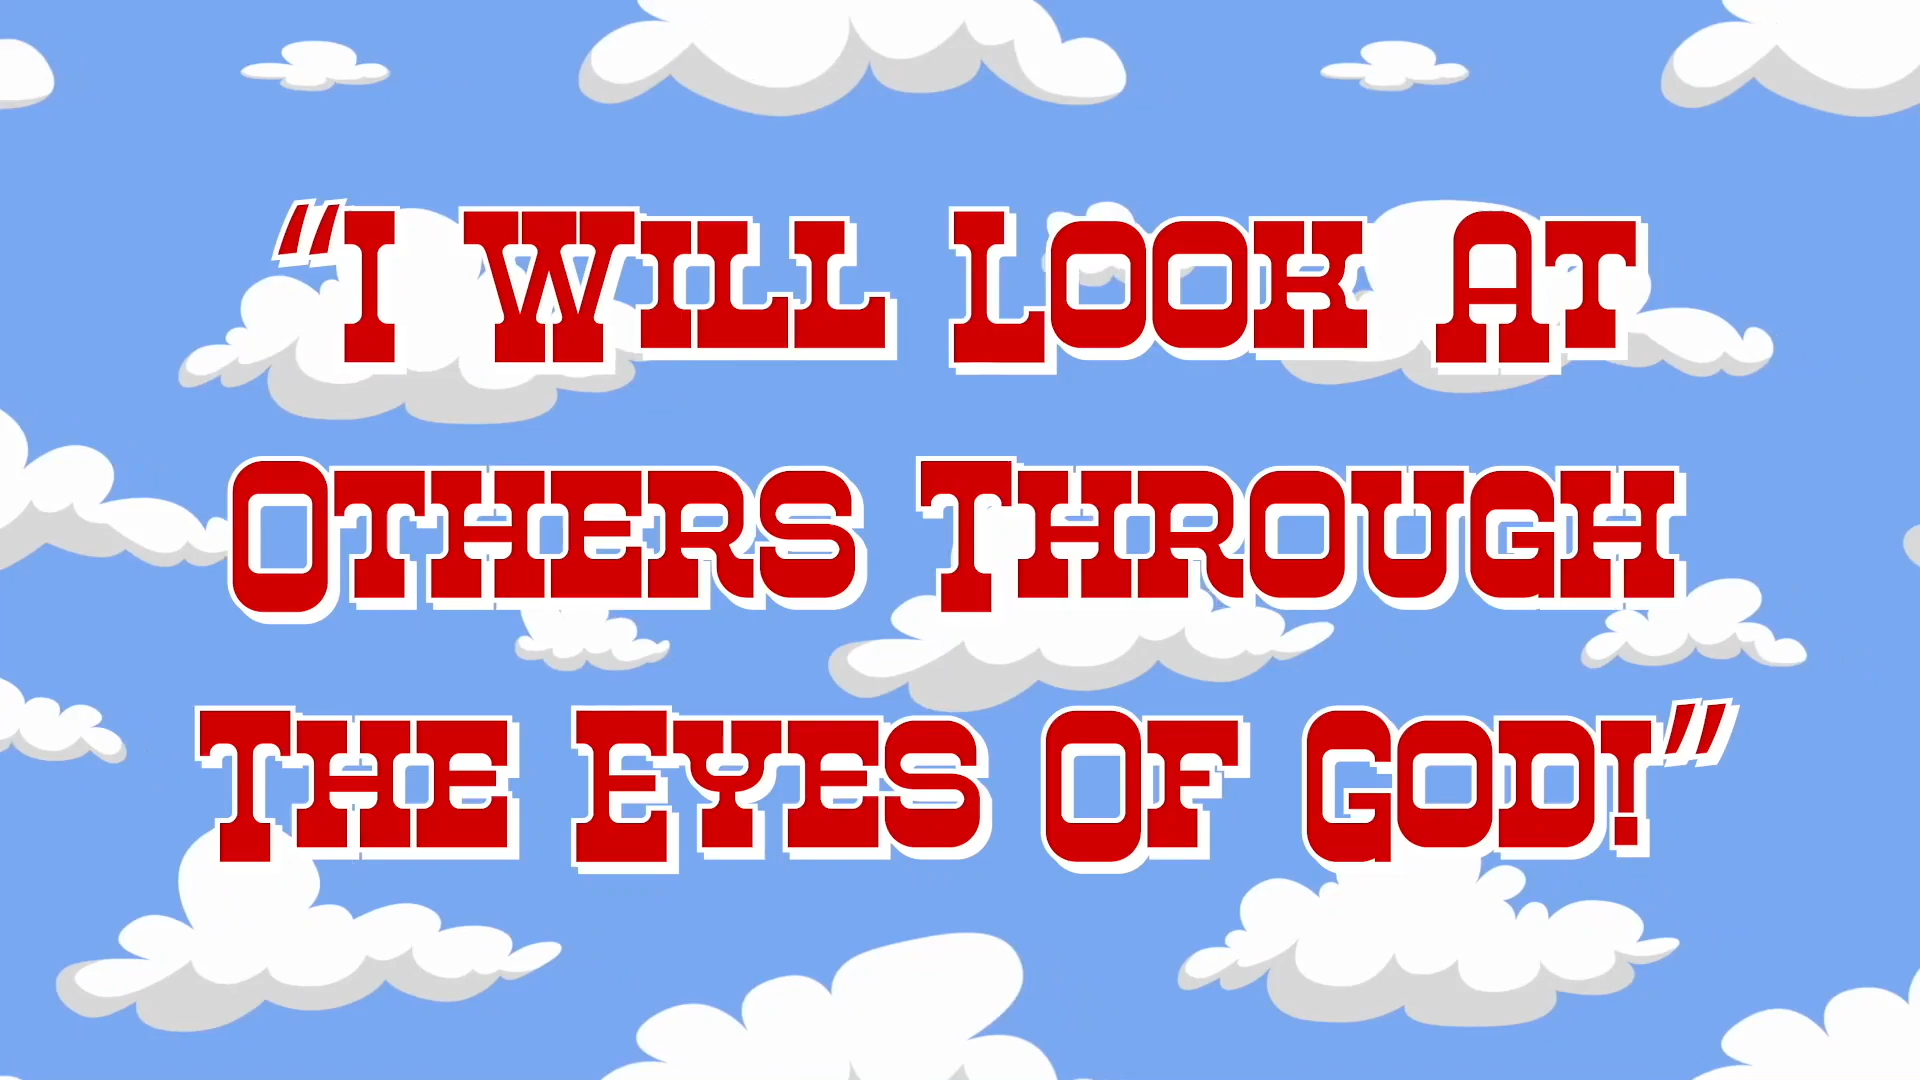 “I Will Look At
Others Through
The Eyes Of God!”